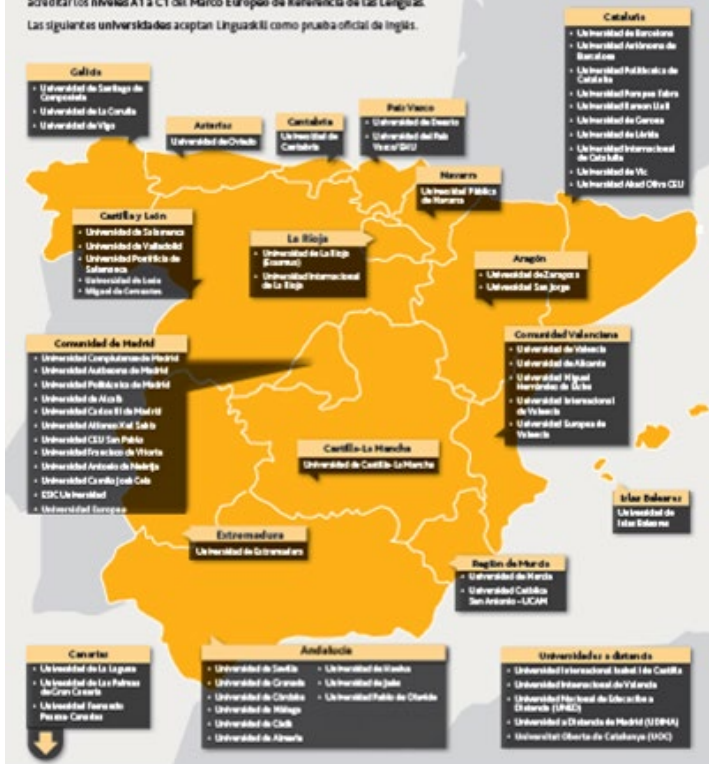 acreditar los niveles A1 a C1 del Marco Europeo de Referencia de las Lenguas.
Las siguientes universidades aceptan Linguaskill como prueba oficial de inglés.
Galicia
Universidad de Santiago de
Compostela
Universidad de La Coruña
Universidad de Vigo
Asturias
Universidad de Oviedo
Cantabria
Universidad de
Cantabria
País Vasco
Universidad de Deusto
Universidad del País
Vasco/EHU
Navarra
Universidad Pública
de Navarra
Cataluña
Universidad de Barcelona
Universidad Autónoma de
Barcelona
Universidad Politécnica de
Cataluña
Universidad Pompeu Fabra
Universidad Ramon Llull
Universidad de Gerona
Universidad de Lérida
Universidad Internacional
de Cataluña
Universidad de Vic
Universidad Abad Oliva CEU
Castilla y León
Universidad de Salamanca
Universidad de Valladolid
Universidad Pontificia de
Salamanca
Universidad de León
Miguel de Cervantes
La Rioja
Universidad de La Rioja
(Erasmus)
Universidad Internacional
de La Rioja
Aragón
Universidad de Zaragoza
Universidad San Jorge
Comunidad de Madrid
Universidad Complutense de Madrid
Universidad Autónoma de Madrid
Universidad Politécnica de Madrid
Universidad de Alcalá
Universidad Carlos III de Madrid
Universidad Alfonso X el Sabio
Universidad CEU San Pablo
Universidad Francisco de Vitoria
Universidad Antonio de Nebrija
Universidad Camilo José Cela
ESIC Universidad
Universidad Europea
Comunidad Valenciana
Universidad de Valencia
Universidad de Alicante
Universidad Miguel
Hernández de Elche
Universidad Internacional
de Valencia
Universidad Europea de
Valencia
Castilla-La Mancha
Universidad de Castilla-La Mancha
Islas Baleares
Universidad de
Islas Baleares
Extremadura
Universidad de Extremadura
Región de Murcia
Universidad de Murcia
Universidad Católica
San Antonio - UCAM
Canarias
Universidad de La Laguna
Universidad de Las Palmas
de Gran Canaria
Universidad Fernando
Pessoa-Canarias
Andalucía
Universidad de Sevilla
Universidad de Granada
Universidad de Córdoba
Universidad de Málaga
Universidad de Cádiz
Universidad de Almería
Universidad de Huelva
Universidad de Jaén
Universidad Pablo de Olavide
Universidades a distancia
Universidad Internacional Isabel I de Castilla
Universidad Internacional de Valencia
Universidad Nacional de Educación a
Distancia (UNED)
Universidad a Distancia de Madrid (UDIMA)
Universitat Oberta de Catalunya (UOC)